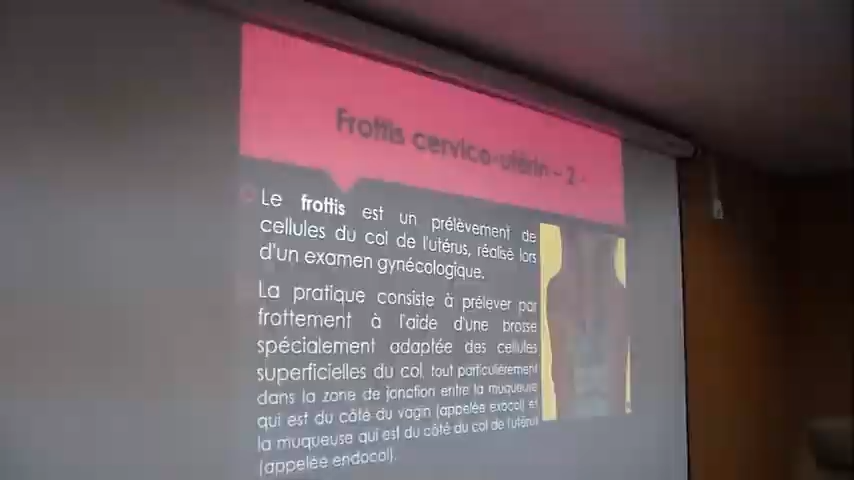 Frottis cervico-utérin - 2 -
Le frottis est un prélèvement de
cellules du col de l'utérus, réalisé lors
d'un examen gynécologique.
La pratique consiste à prélever par
frottement à l'aide d'une brosse
spécialement adaptée des cellules
superficielles du col, tout particulièrement
dans la zone de jonction entre la muqueuse
qui est du côté du vagin (appelée exocol) et
la muqueuse qui est du côté du col de l'utérus
(appelée endocol).